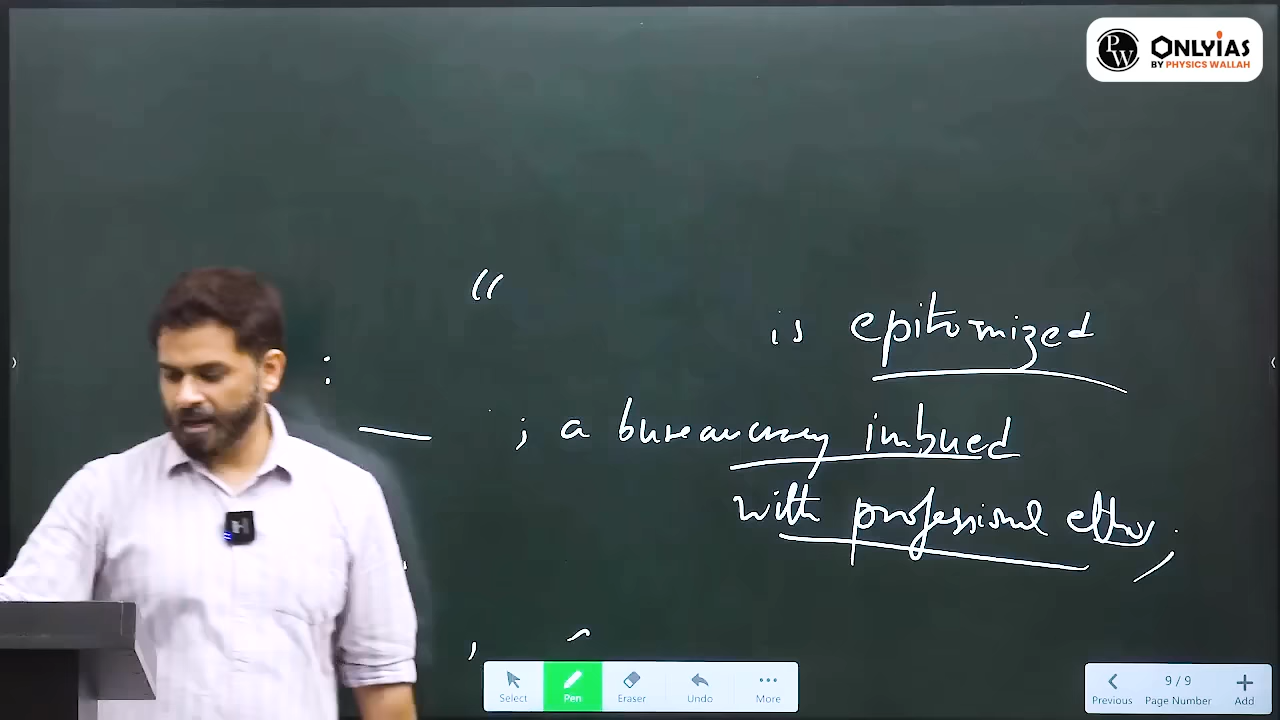 PW ONLYIAS
BY PHYSICS WALLAH
“ is epitomized
: — ; a bureaucracy imbued
with professional ethos,
,
Select Pen Eraser Undo More
Previous 9 / 9 Page Number Add